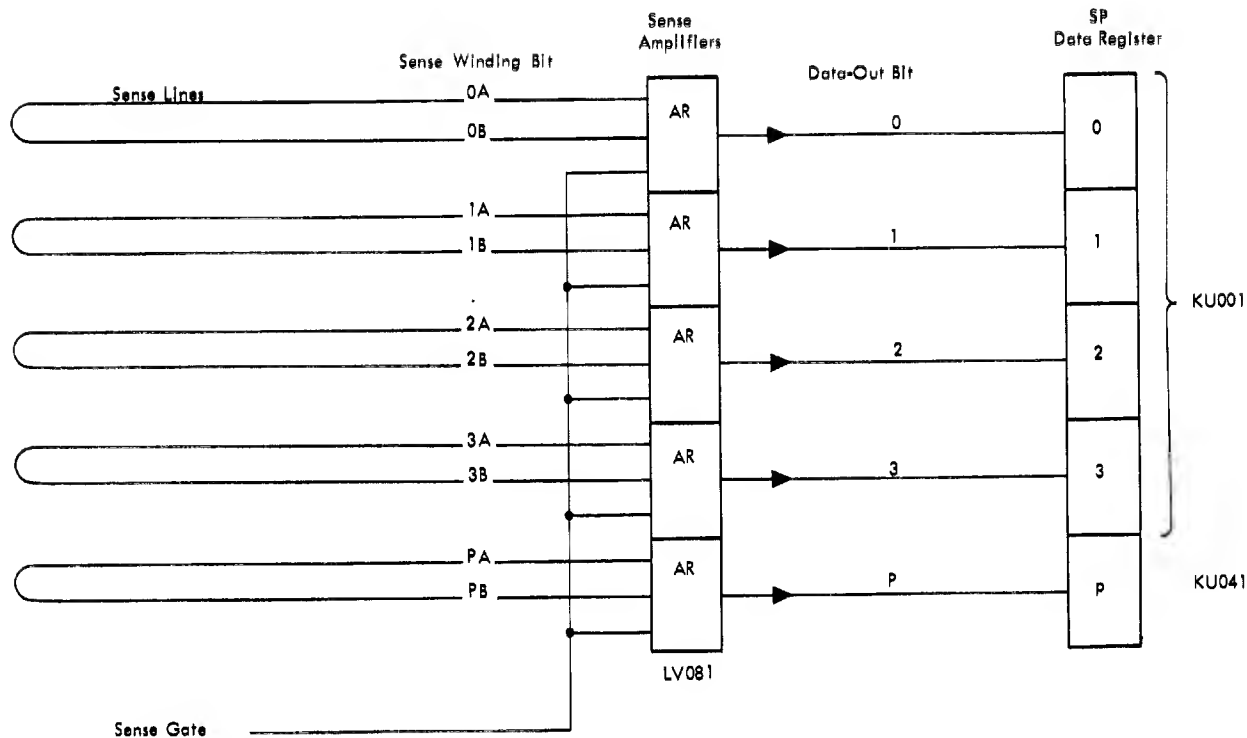 Sense
Amplifiers
SP
Data Register
Sense Winding Bit
Data-Out Bit
Sense Lines
0A
0B
AR
0
0
1A
1B
AR
1
1
2A
2B
AR
2
2
3A
3B
AR
3
3
PA
PB
AR
P
P
KU001
KU041
LV081
Sense Gate